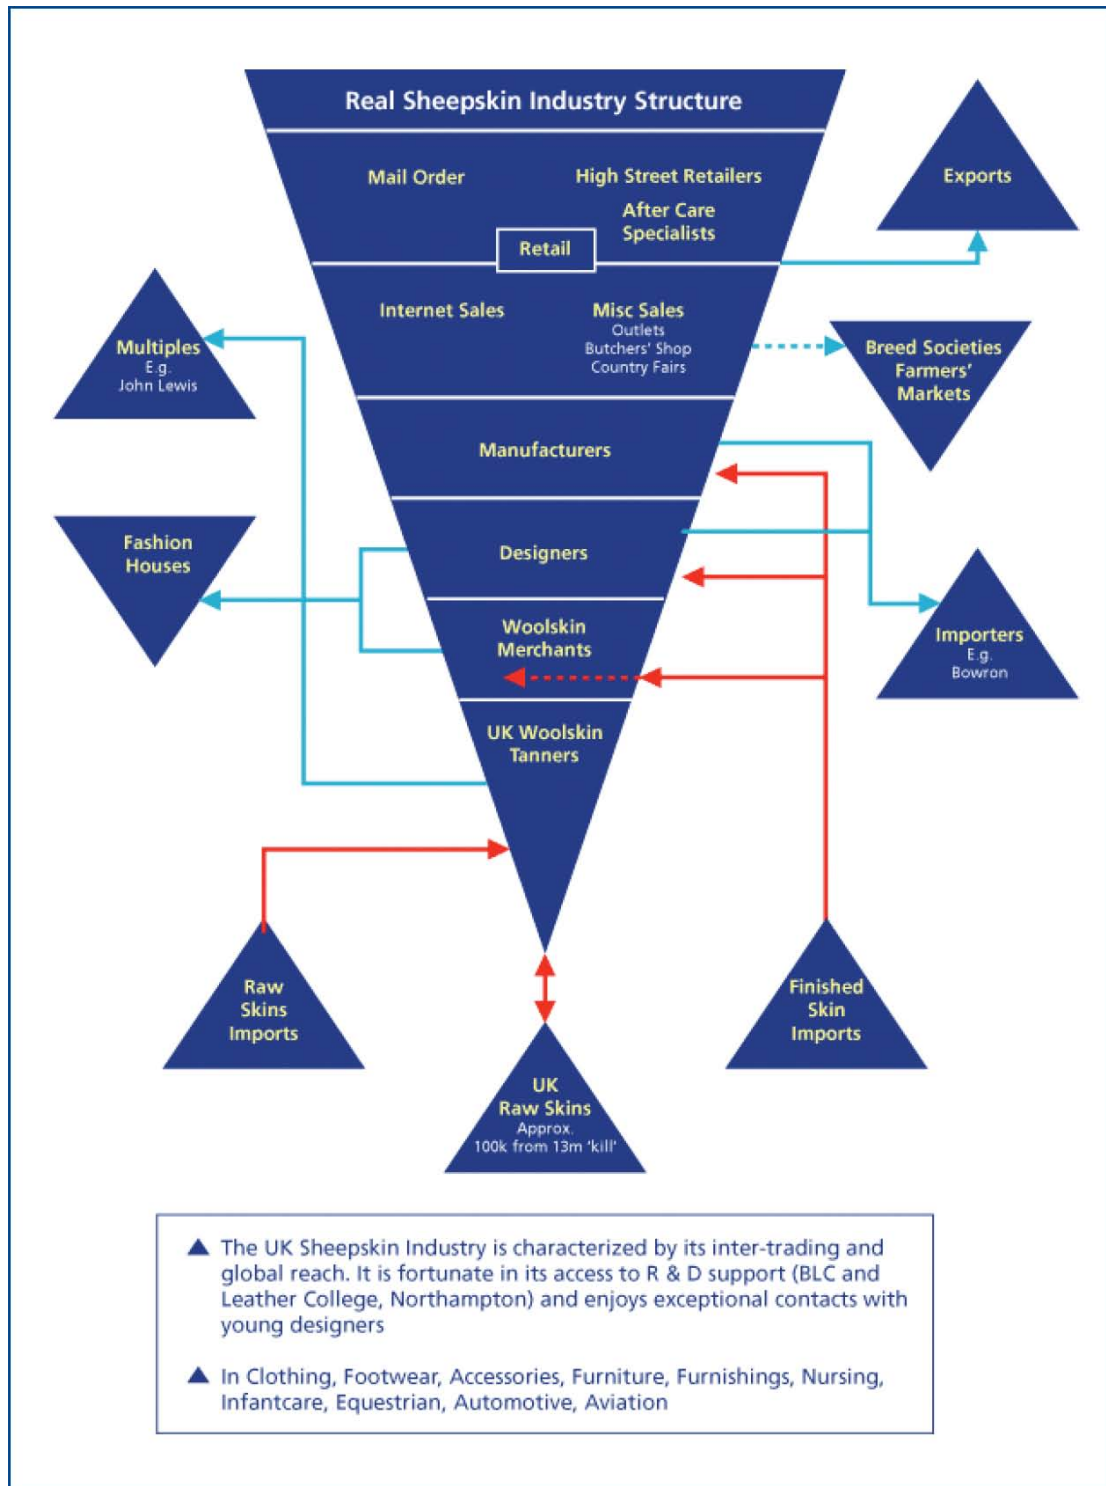 Real Sheepskin Industry Structure
Mail Order
High Street Retailers
After Care
Specialists
Retail
Exports
Internet Sales
Misc Sales
Outlets
Butchers' Shop
Country Fairs
Multiples
E.g.
John Lewis
Breed Societies
Farmers'
Markets
Manufacturers
Fashion
Houses
Designers
Woolskin
Merchants
Importers
E.g.
Bowron
UK Woolskin
Tanners
Raw
Skins
Imports
Finished
Skin
Imports
UK
Raw Skins
Approx.
100k from 13m 'kill'
The UK Sheepskin Industry is characterized by its inter-trading and
global reach. It is fortunate in its access to R & D support (BLC and
Leather College, Northampton) and enjoys exceptional contacts with
young designers
In Clothing, Footwear, Accessories, Furniture, Furnishings, Nursing,
Infantcare, Equestrian, Automotive, Aviation